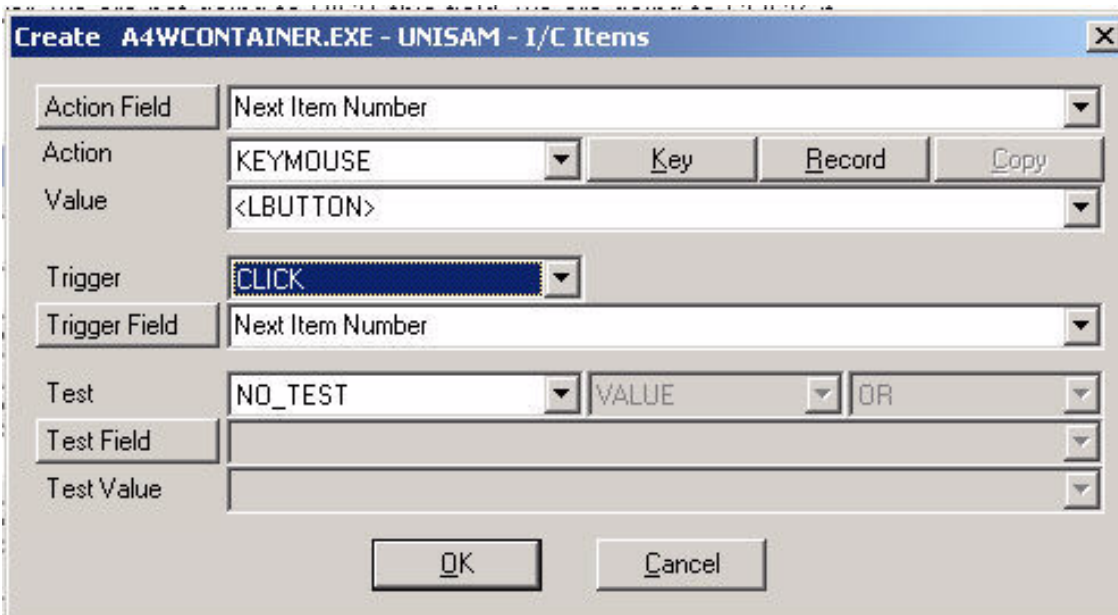 Create A4WCONTAINER.EXE - UNISAM - I/C Items
Action Field Next Item Number
Action KEYMOUSE Key Record Copy
Value <LBUTTON>
Trigger CLICK
Trigger Field Next Item Number
Test NO_TEST VALUE OR
Test Field
Test Value
OK Cancel